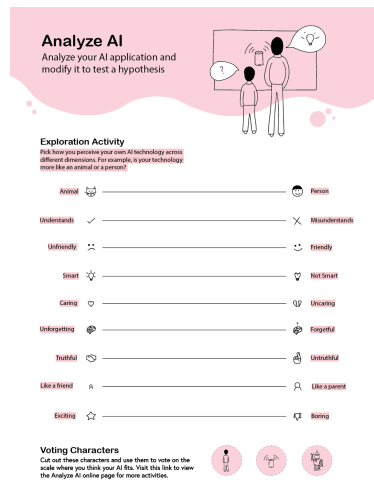 Analyze AI
Analyze your AI application and
modify it to test a hypothesis
?
Exploration Activity
Pick how you perceive your own AI technology across
different dimensions. For example, is your technology
more like an animal or a person?
Animal Person
Understands Misunderstands
Unfriendly Friendly
Smart Not Smart
Caring Uncaring
Unforgetting Forgetful
Truthful Untruthful
Like a friend Like a parent
Exciting Boring
Voting Characters
Cut out these characters and use them to vote on the
scale where you think your AI fits. Visit this link to view
the Analyze AI online page for more activities.